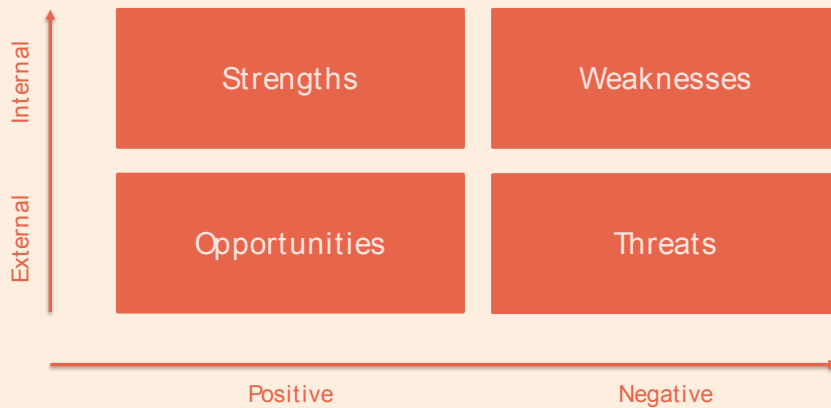 Internal
Strengths
Weaknesses
External
Opportunities
Threats
Positive
Negative